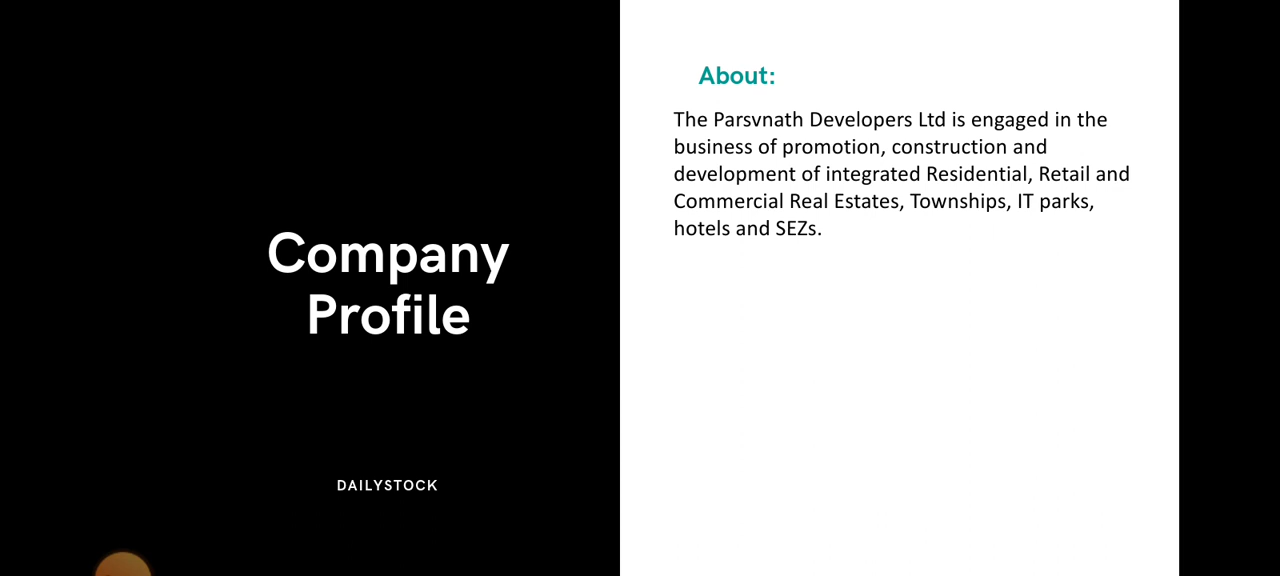 Company
Profile
DAILYSTOCK
About:
The Parsvnath Developers Ltd is engaged in the
business of promotion, construction and
development of integrated Residential, Retail and
Commercial Real Estates, Townships, IT parks,
hotels and SEZs.